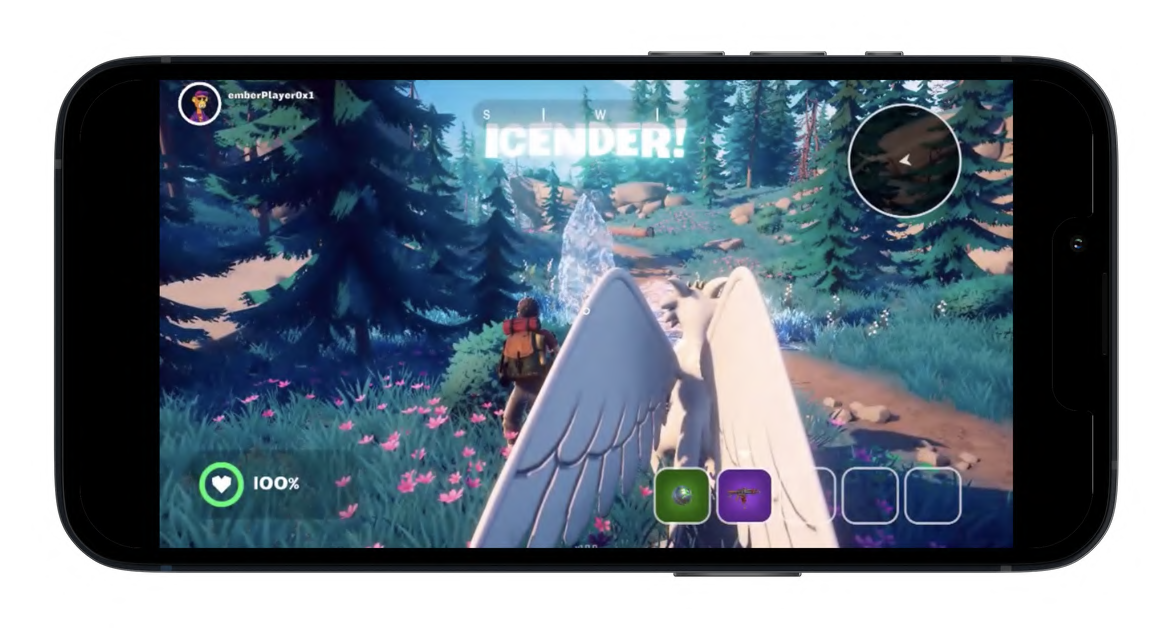 emberPlayer0x1
S | W |
ICENDER!
100%